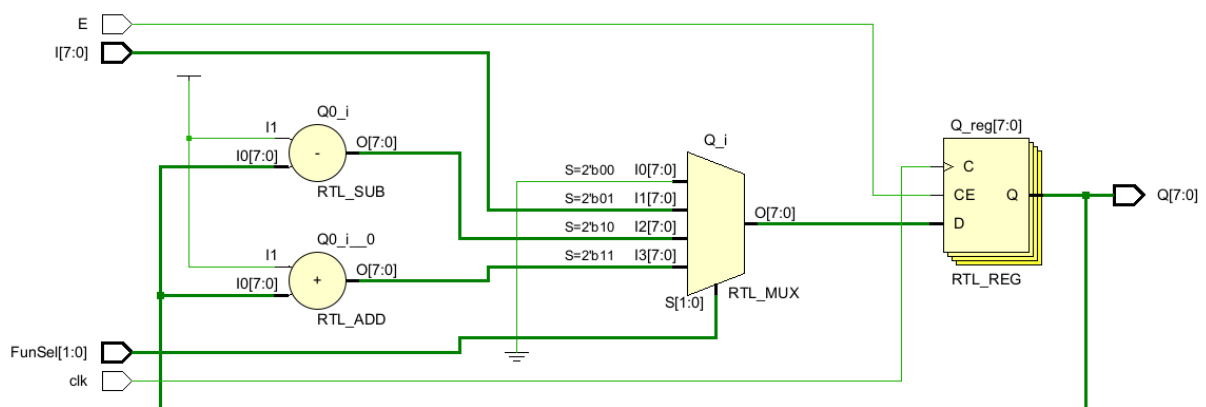 E
I[7:0]
Q0_i
I1
I0[7:0]
-
O[7:0]
RTL_SUB
Q0_i__0
I1
I0[7:0]
+
O[7:0]
RTL_ADD
Q_i
S=2'b00 I0[7:0]
S=2'b01 I1[7:0]
S=2'b10 I2[7:0]
S=2'b11 I3[7:0]
O[7:0]
S[1:0]
RTL_MUX
Q_reg[7:0]
C
CE Q
D
RTL_REG
Q[7:0]
FunSel[1:0]
clk